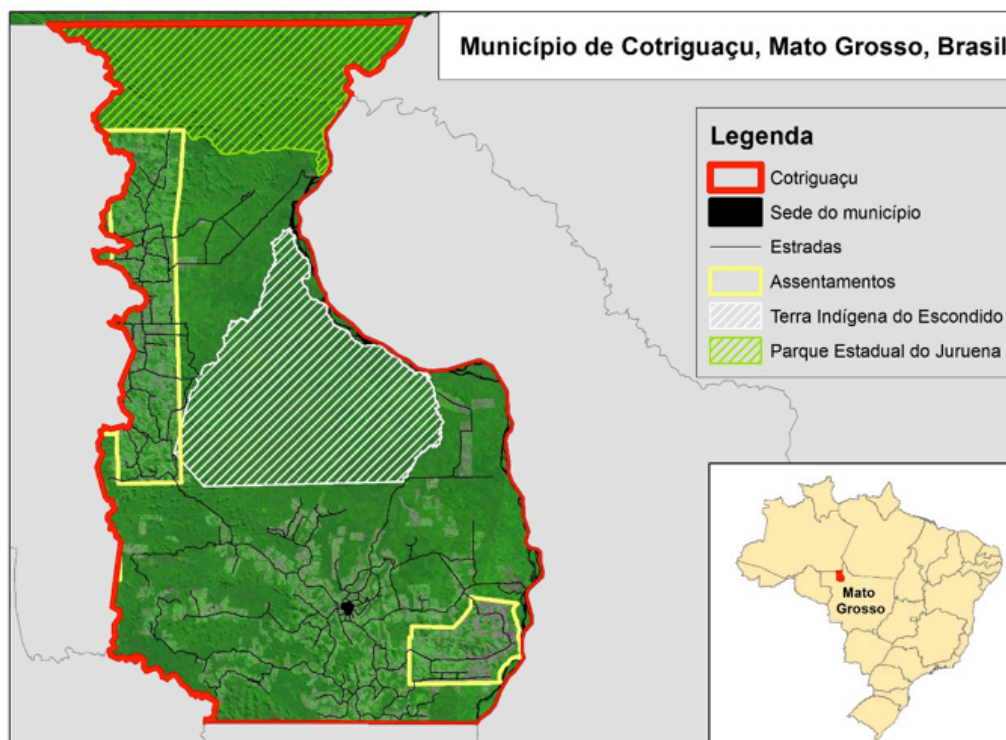 Município de Cotriguaçu, Mato Grosso, Brasil
Legenda
Cotriguaçu
Sede do município
Estradas
Assentamentos
Terra Indígena do Escondido
Parque Estadual do Juruena
Mato
Grosso